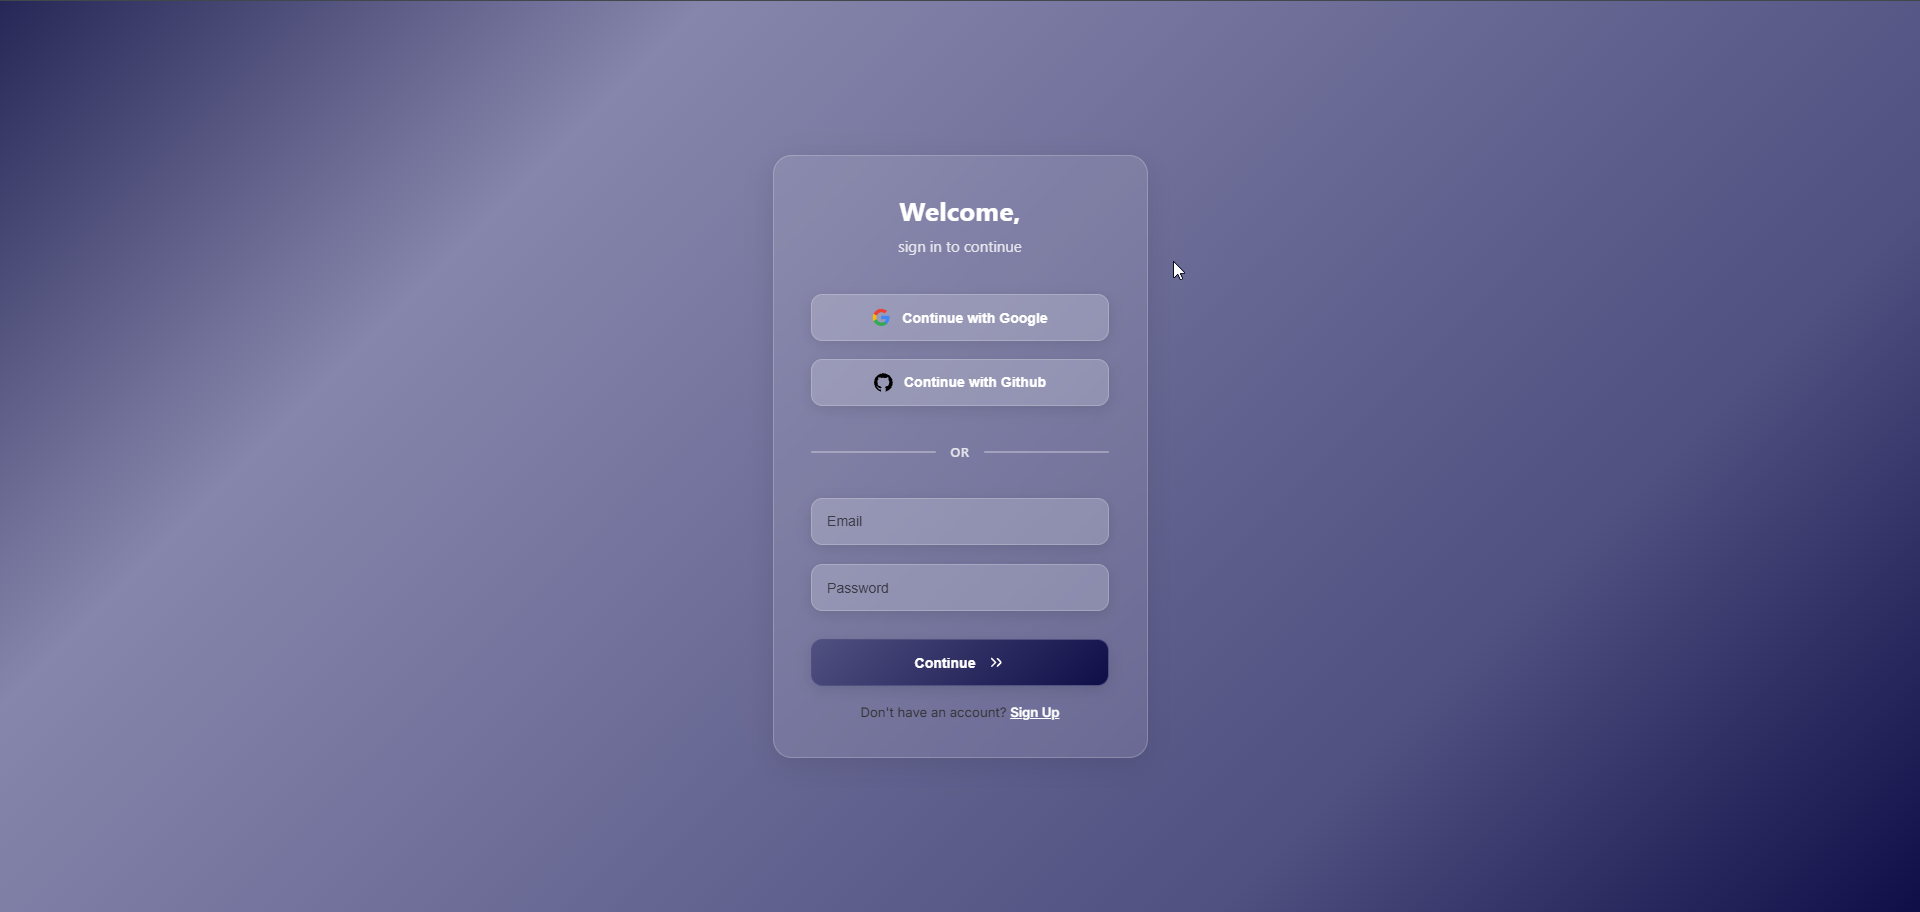 Welcome,
sign in to continue
Continue with Google
Continue with Github
OR
Email
Password
Continue
Don't have an account? Sign Up